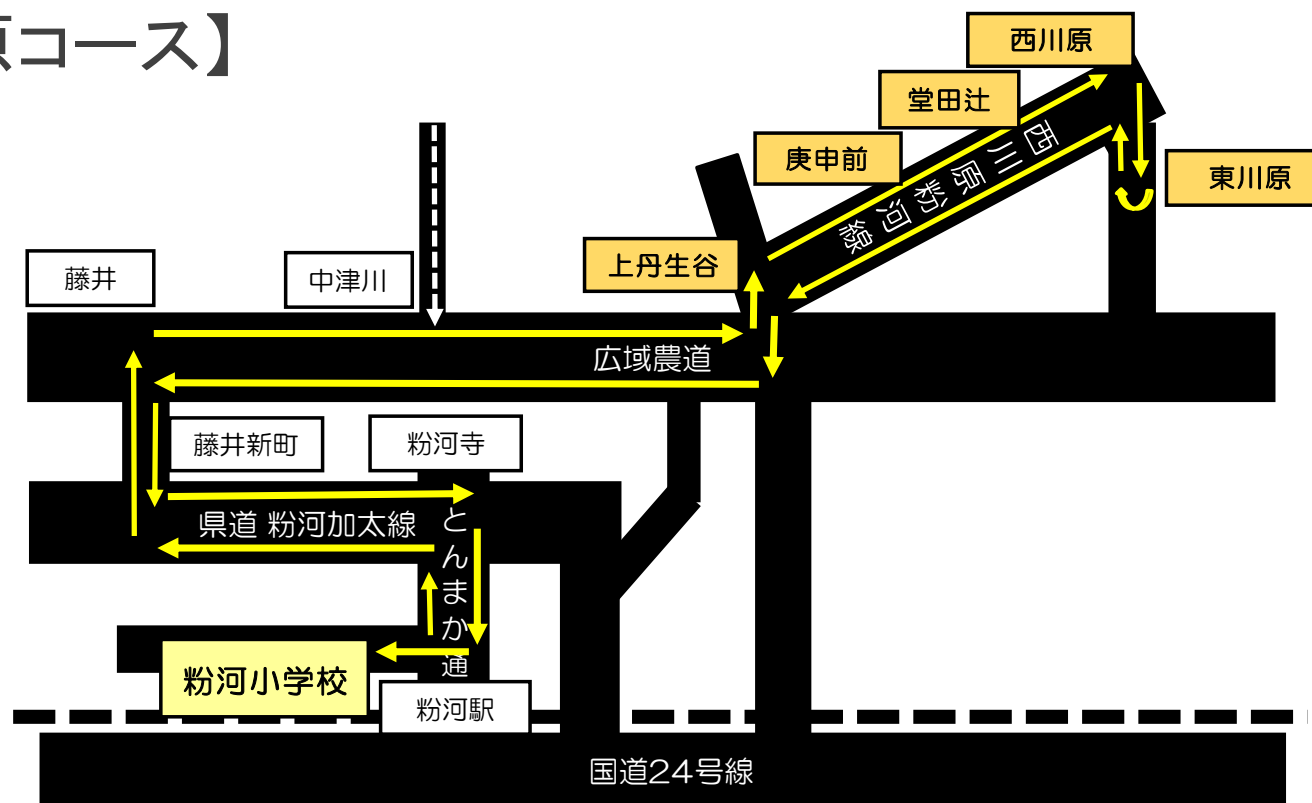 原コース】
西川原
堂田辻
庚申前
東川原
西川原粉河線
上丹生谷
藤井
中津川
広域農道
藤井新町
粉河寺
県道 粉河加太線
とんまか通
粉河小学校
粉河駅
国道24号線